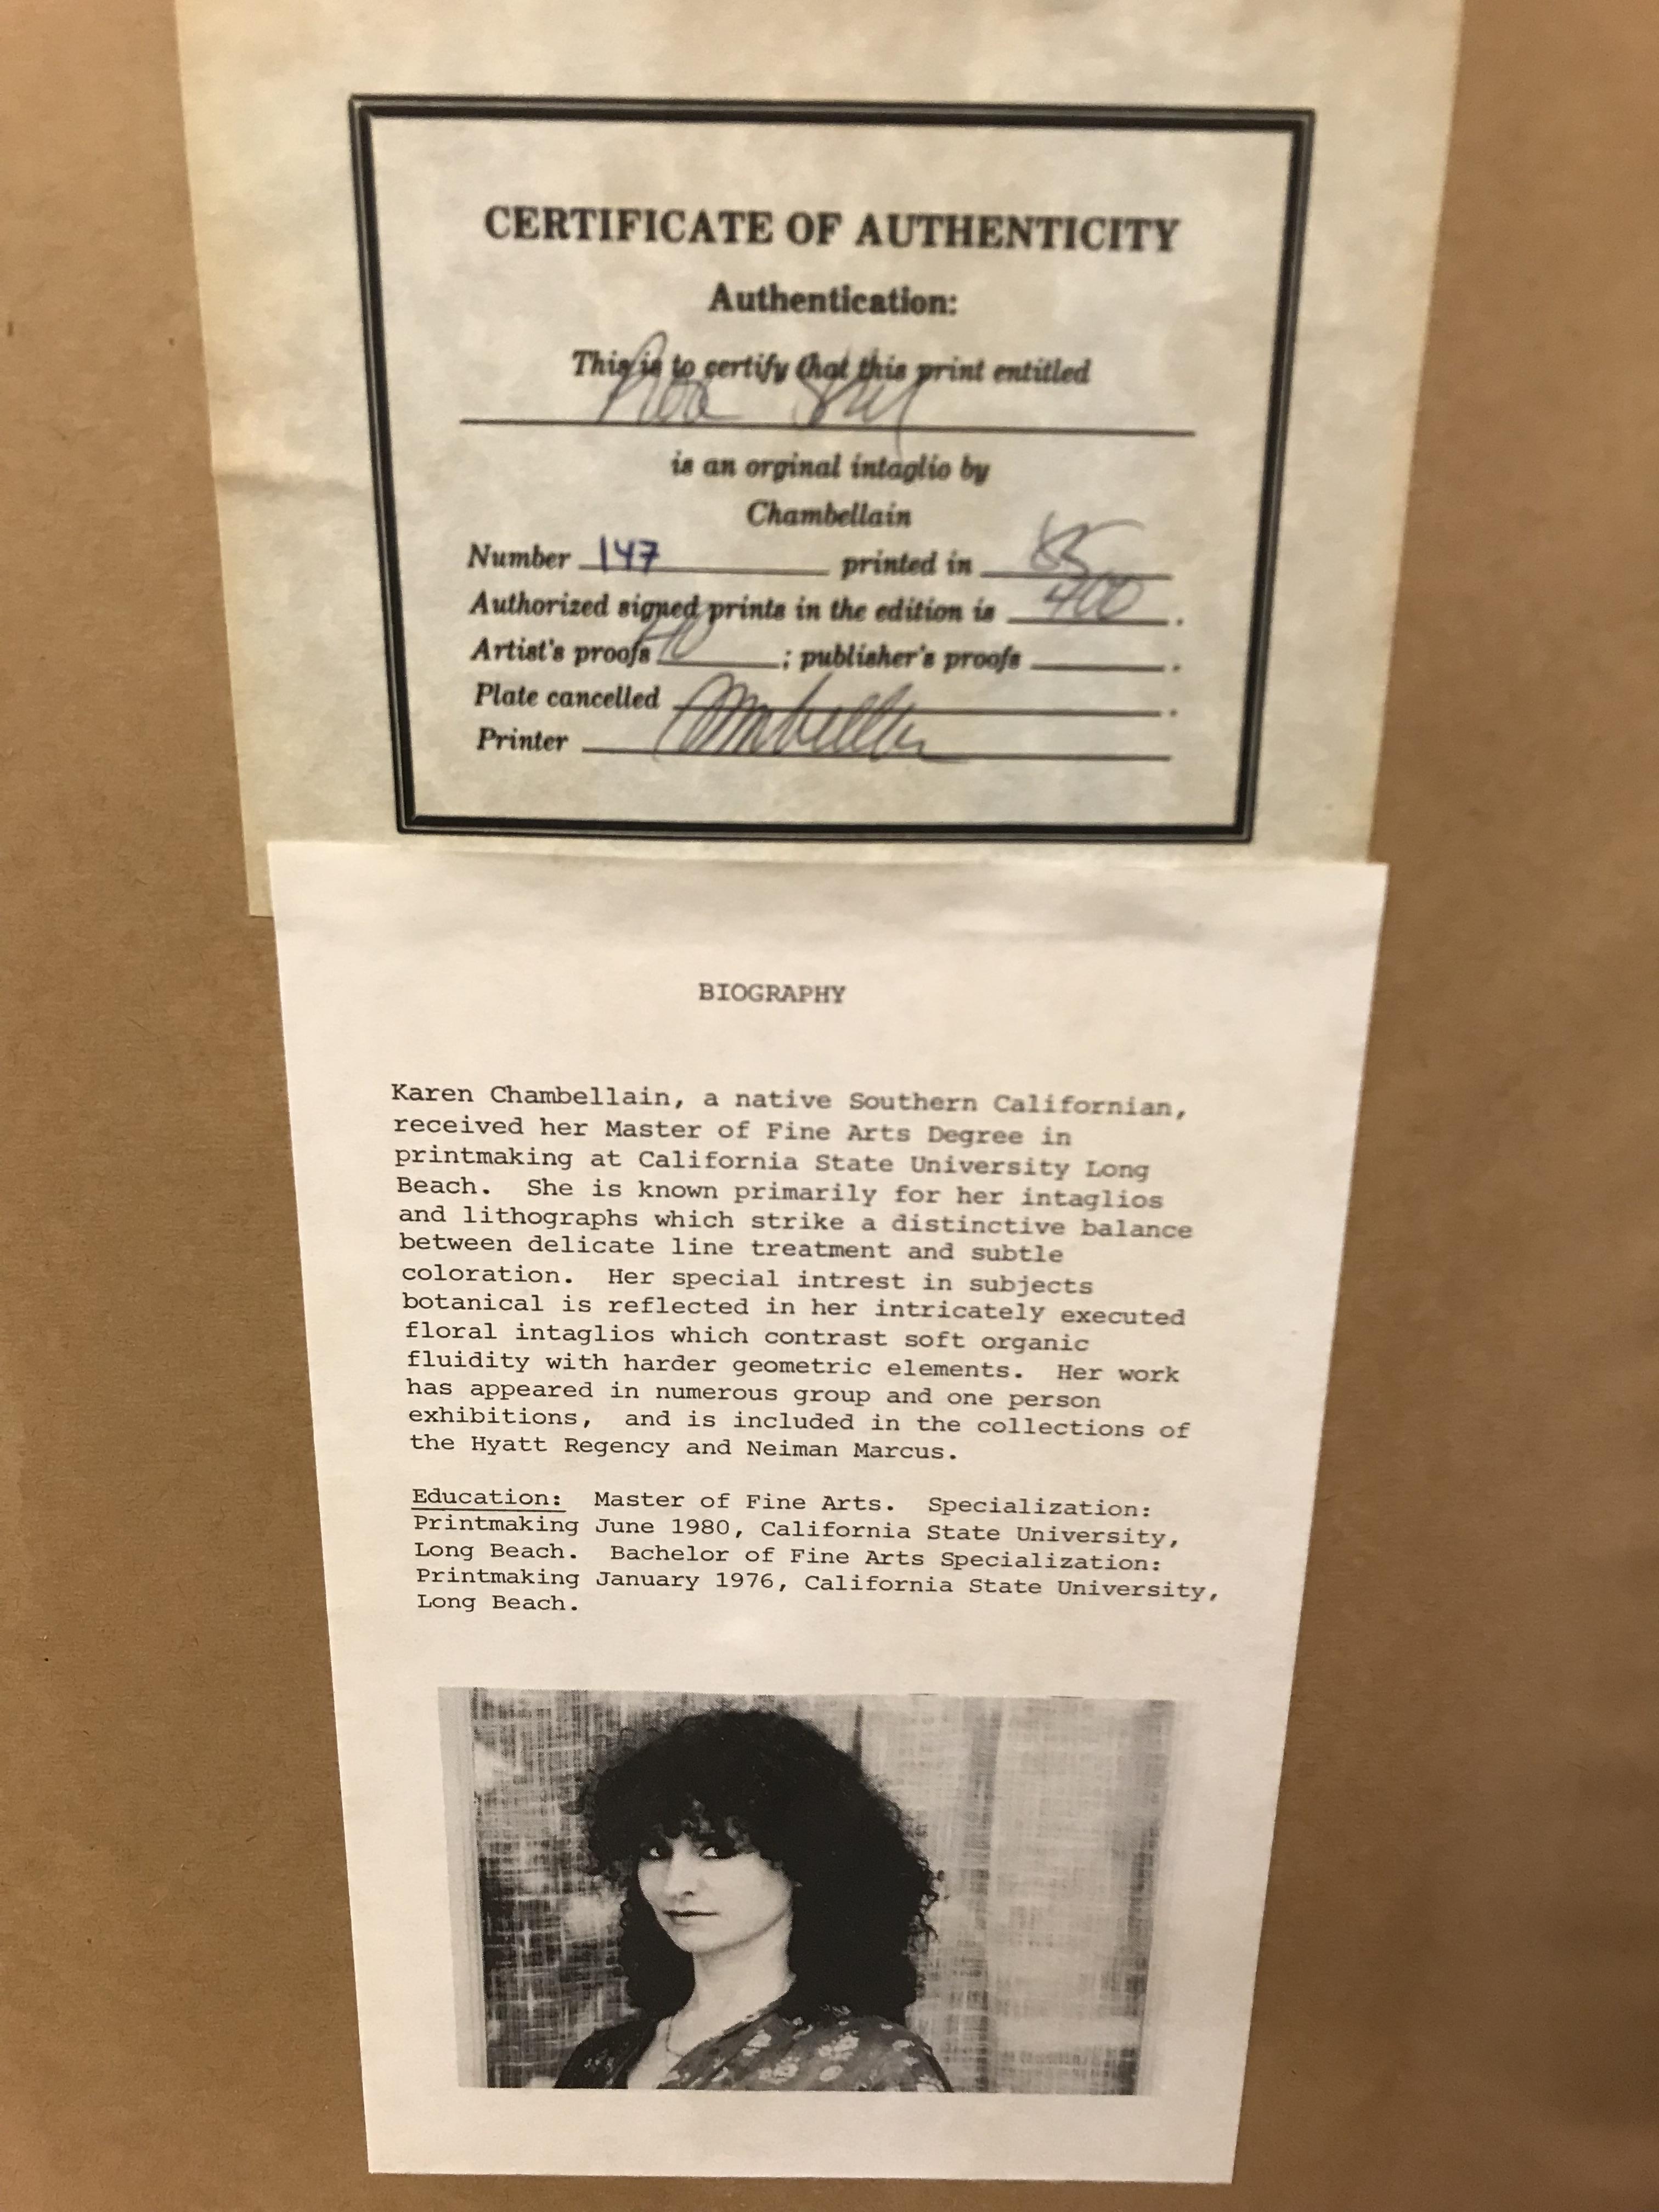 CERTIFICATE OF AUTHENTICITY
Authentication:
This is to certify that this print entitled
is an orginal intaglio by
Chambellain
Number 147 printed in 85
Authorized signed prints in the edition is 400.
Artist's proofs 40; publisher's proofs .
Plate cancelled .
Printer Chambellain
BIOGRAPHY
Karen Chambellain, a native Southern Californian,
received her Master of Fine Arts Degree in
printmaking at California State University Long
Beach. She is known primarily for her intaglios
and lithographs which strike a distinctive balance
between delicate line treatment and subtle
coloration. Her special intrest in subjects
botanical is reflected in her intricately executed
floral intaglios which contrast soft organic
fluidity with harder geometric elements. Her work
has appeared in numerous group and one person
exhibitions, and is included in the collections of
the Hyatt Regency and Neiman Marcus.
Education: Master of Fine Arts. Specialization:
Printmaking June 1980, California State University,
Long Beach. Bachelor of Fine Arts Specialization:
Printmaking January 1976, California State University,
Long Beach.